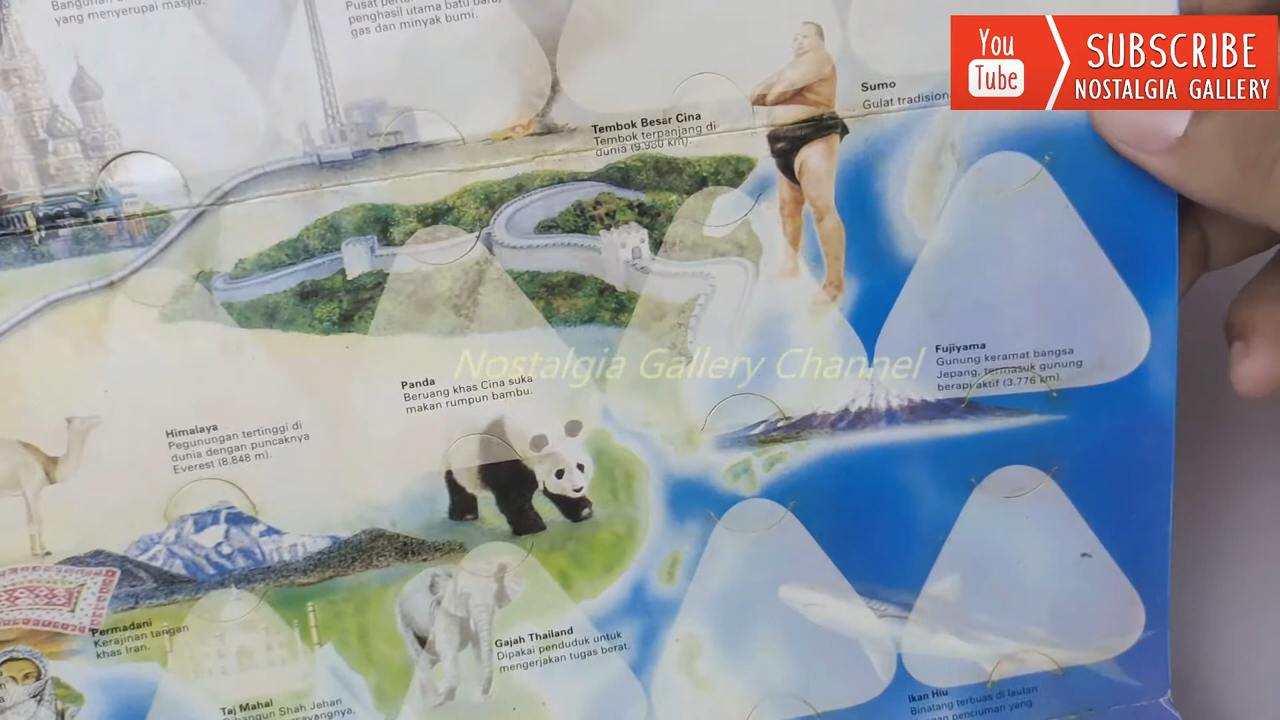 yang menyerupai masjid.
penghasil utama batu bara,
gas dan minyak bumi.
You
Tube
SUBSCRIBE
NOSTALGIA GALLERY
Sumo
Gulat tradision
Tembok Besar Cina
Tembok terpanjang di
dunia (9.980 km).
Nostalgia Gallery Channel
Fujiyama
Gunung keramat bangsa
Jepang, termasuk gunung
berapi aktif (3.776 km).
Panda
Beruang khas Cina suka
makan rumpun bambu.
Himalaya
Pegunungan tertinggi di
dunia dengan puncaknya
Everest (8.848 m).
Permadani
Kerajinan tangan
khas Iran.
Gajah Thailand
Dipakai penduduk untuk
mengerjakan tugas berat.
Taj Mahal
Shah Jehan
Ikan Hiu
Binatang terbuas di lautan
penciuman yang